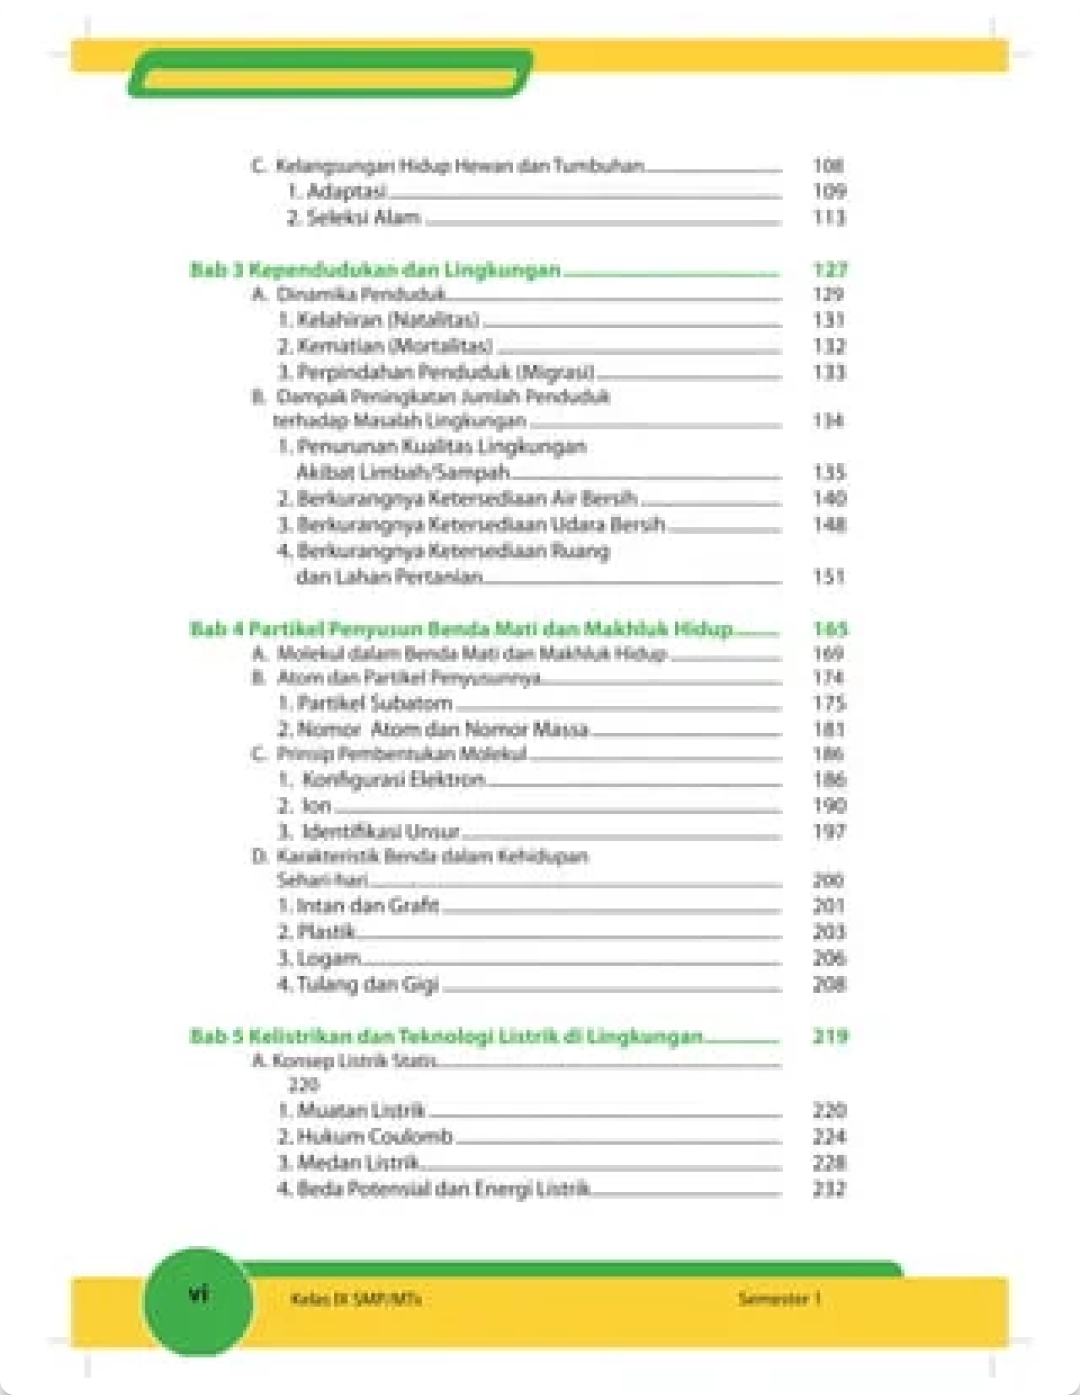 C. Kelangsungan Hidup Hewan dan Tumbuhan 108
1. Adaptasi 109
2. Seleksi Alam 113
Bab 3 Kependudukan dan Lingkungan 127
A. Dinamika Penduduk 129
1. Kelahiran (Natalitas) 131
2. Kematian (Mortalitas) 132
3. Perpindahan Penduduk (Migrasi) 133
B. Dampak Peningkatan Jumlah Penduduk
terhadap Masalah Lingkungan 134
1. Penurunan Kualitas Lingkungan
Akibat Limbah/Sampah 135
2. Berkurangnya Ketersediaan Air Bersih 140
3. Berkurangnya Ketersediaan Udara Bersih 148
4. Berkurangnya Ketersediaan Ruang
dan Lahan Pertanian 151
Bab 4 Partikel Penyusun Benda Mati dan Makhluk Hidup 165
A. Molekul dalam Benda Mati dan Makhluk Hidup 169
B. Atom dan Partikel Penyusunnya 174
1. Partikel Subatom 175
2. Nomor Atom dan Nomor Massa 181
C. Prinsip Pembentukan Molekul 186
1. Konfigurasi Elektron 186
2. Ion 190
3. Identifikasi Unsur 197
D. Karakteristik Benda dalam Kehidupan
Sehari-hari 200
1. Intan dan Grafit 201
2. Plastik 203
3. Logam 206
4. Tulang dan Gigi 208
Bab 5 Kelistrikan dan Teknologi Listrik di Lingkungan 219
A. Konsep Listrik Statis
220
1. Muatan Listrik 220
2. Hukum Coulomb 224
3. Medan Listrik 228
4. Beda Potensial dan Energi Listrik 232
vi Kelas IX SMP/MTs Semester 1